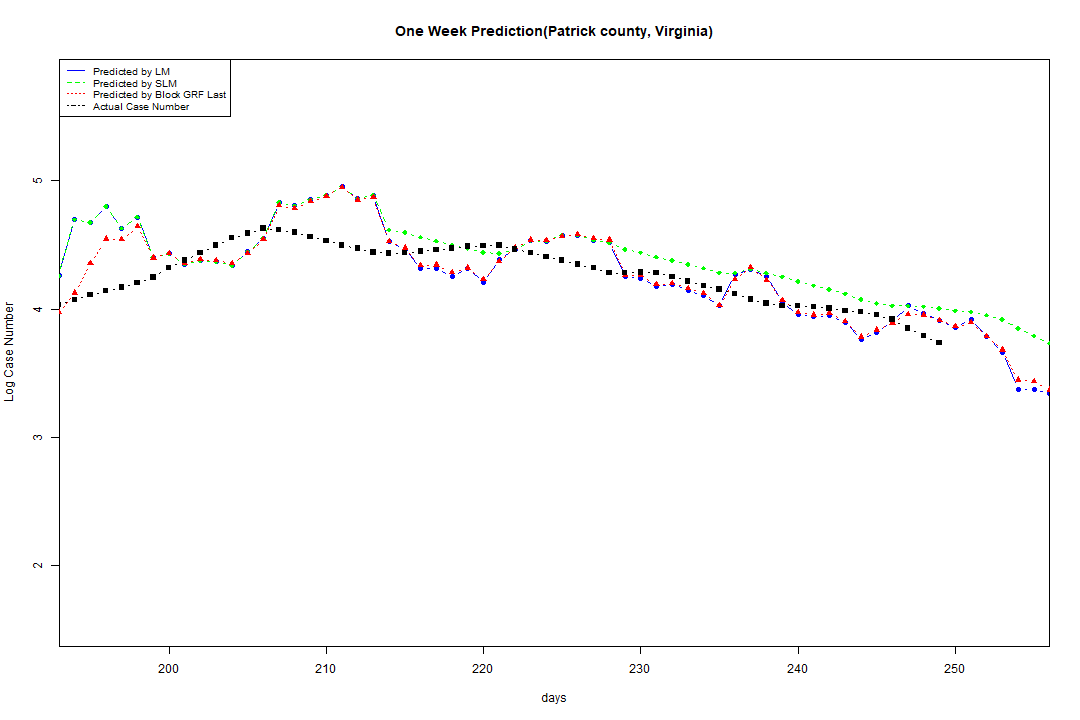 One Week Prediction(Patrick county, Virginia)
Predicted by LM
Predicted by SLM
Predicted by Block GRF Last
Actual Case Number
5
4
3
2
Log Case Number
200 210 220 230 240 250
days